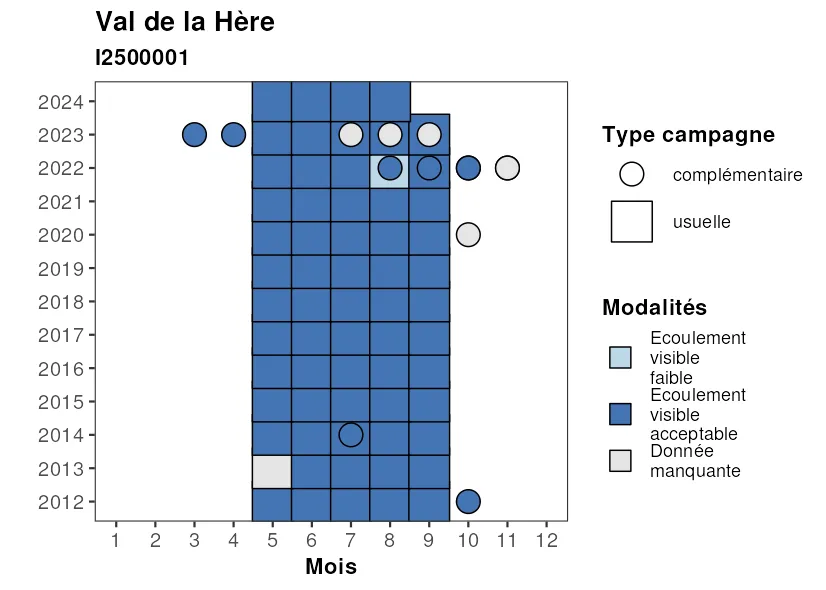 Val de la Hère
I2500001
2024
2023
2022
2021
2020
2019
2018
2017
2016
2015
2014
2013
2012
1 2 3 4 5 6 7 8 9 10 11 12
Mois
Type campagne
complémentaire
usuelle
Modalités
Ecoulement
visible
faible
Ecoulement
visible
acceptable
Donnée
manquante